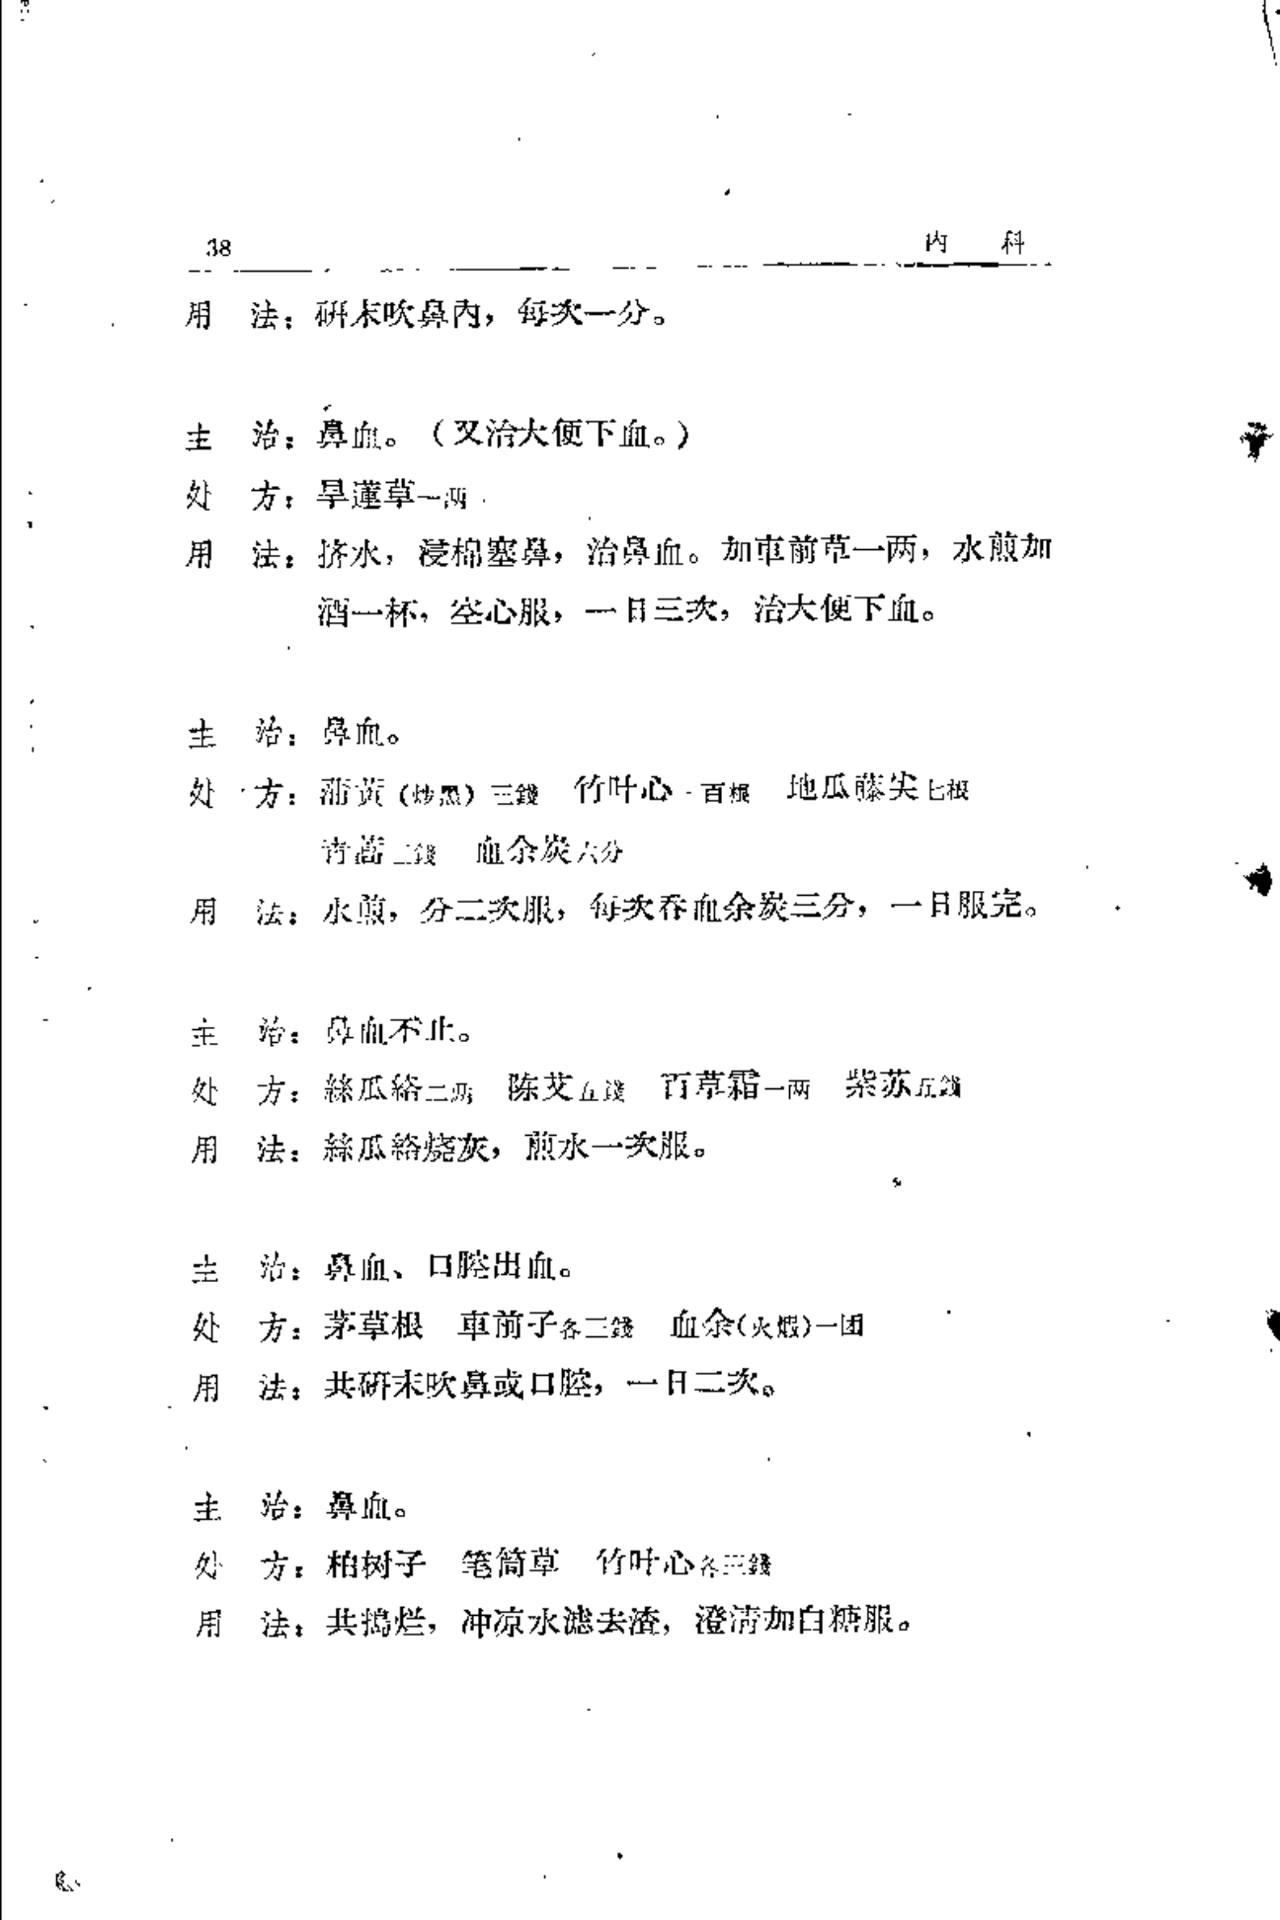 38 内　科
用　法：研末吹鼻内，每次一分。
主　治：鼻血。（又治大便下血。）
处　方：旱蓮草一两
用　法：挤水，浸棉塞鼻，治鼻血。加車前草一两，水煎加
酒一杯，空心服，一日三次，治大便下血。
主　治：鼻血。
处　方：蒲黄（炒黑）三錢　竹叶心一百根　地瓜藤尖七根
青蒿二錢　血余炭六分
用　法：水煎，分二次服，每次吞血余炭三分，一日服完。
主　治：鼻血不止。
处　方：絲瓜絡二两　陈艾五錢　百草霜一两　紫苏五錢
用　法：絲瓜絡烧灰，煎水一次服。
主　治：鼻血、口腔出血。
处　方：茅草根　車前子各三錢　血余(火煅)一团
用　法：共研末吹鼻或口腔，一日二次。
主　治：鼻血。
处　方：柏树子　笔筒草　竹叶心各三錢
用　法：共搗烂，冲凉水滤去渣，澄清加白糖服。